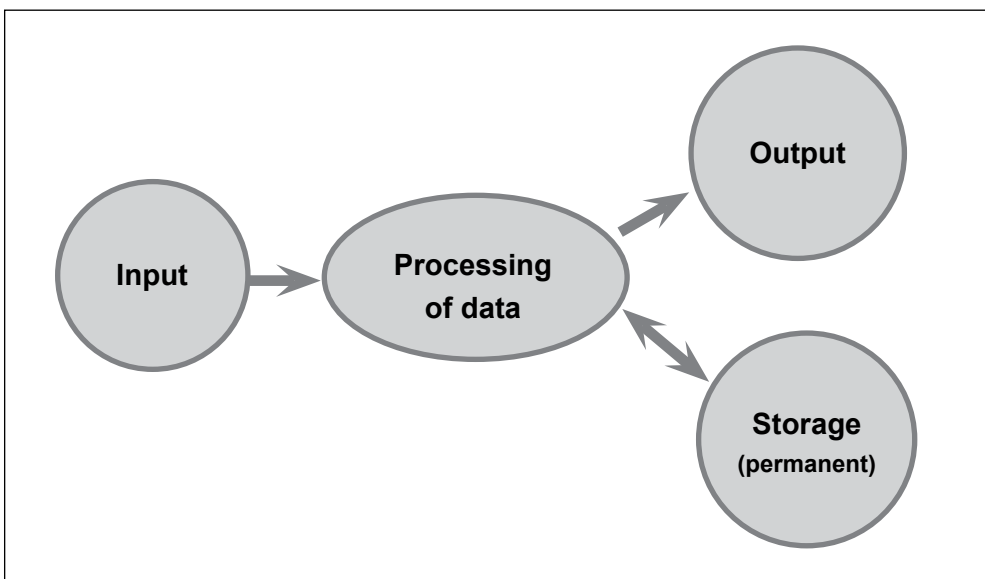 Input
Processing
of data
Output
Storage
(permanent)